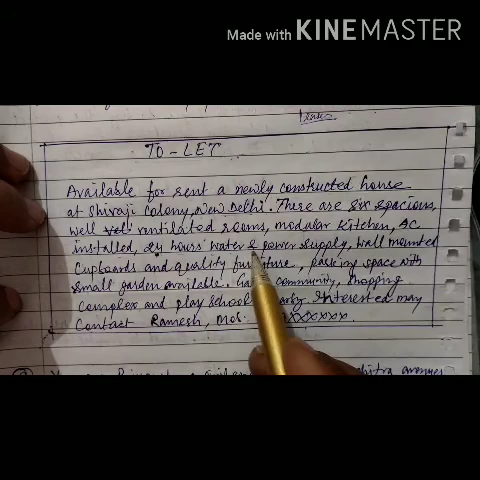 Made with KINEMASTER
TO-LET
Available for rent a newly constructed house
at Shivaji Colony, New Delhi. There are six spacious,
well ventilated rooms, modular kitchen, AC
installed, 24 hours' water & power supply, wall mounted
Cupboards and quality furniture, parking space with
small garden available. community, shopping
Complex and play school Interested may
Contact Ramesh, Mob: XXXXXX
avenues